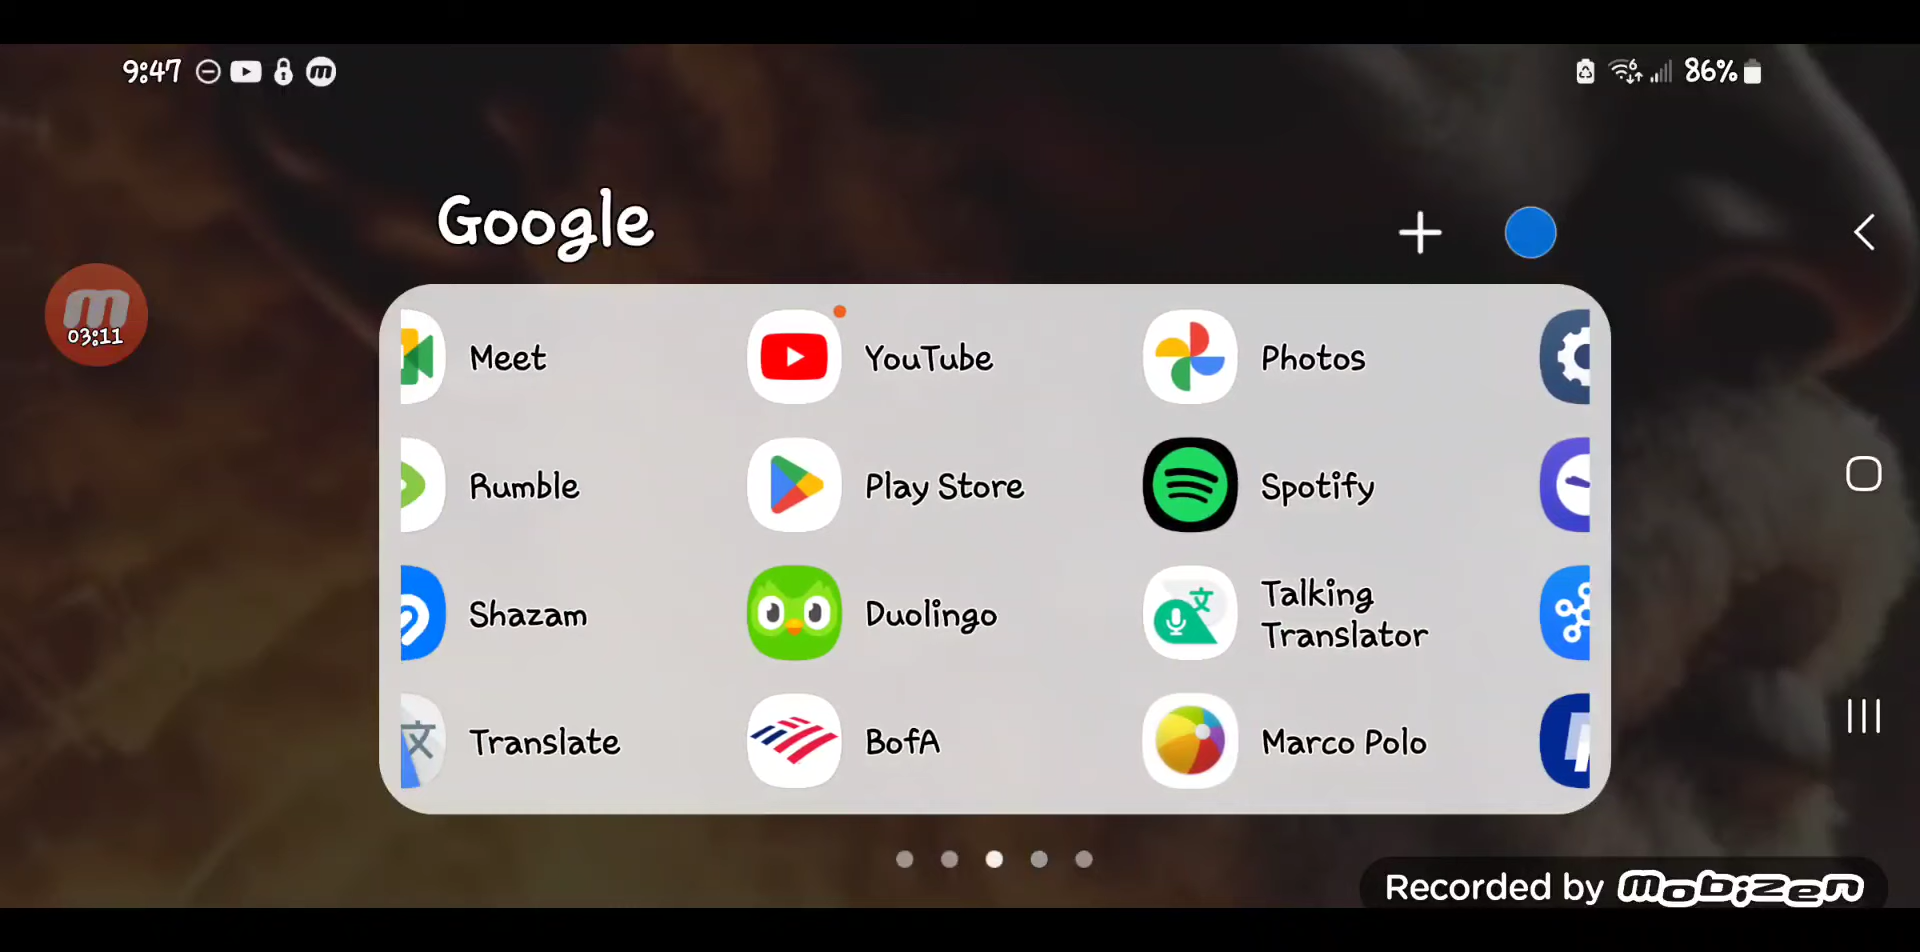 9:47
86%
Google
03:11
Meet
YouTube
Photos
Rumble
Play Store
Spotify
Shazam
Duolingo
Talking
Translator
Translate
BofA
Marco Polo
Recorded by mobizen